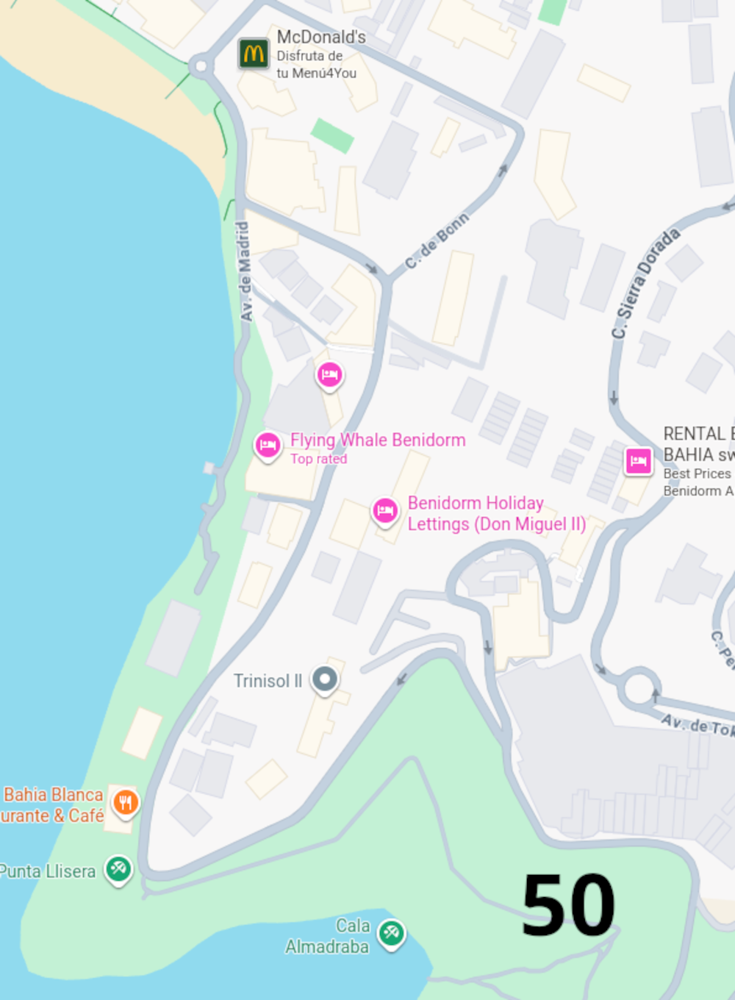 McDonald's
Disfruta de
tu Menú4You
Av. de Madrid
C. de Bonn
C. Sierra Dorada
Flying Whale Benidorm
Top rated
RENTAL
BAHIA
Best Prices
Benidorm
Benidorm Holiday
Lettings (Don Miguel II)
C.
Trinisol II
Av. de
Bahia Blanca
& Café
Punta Llisera
50
Cala
Almadraba